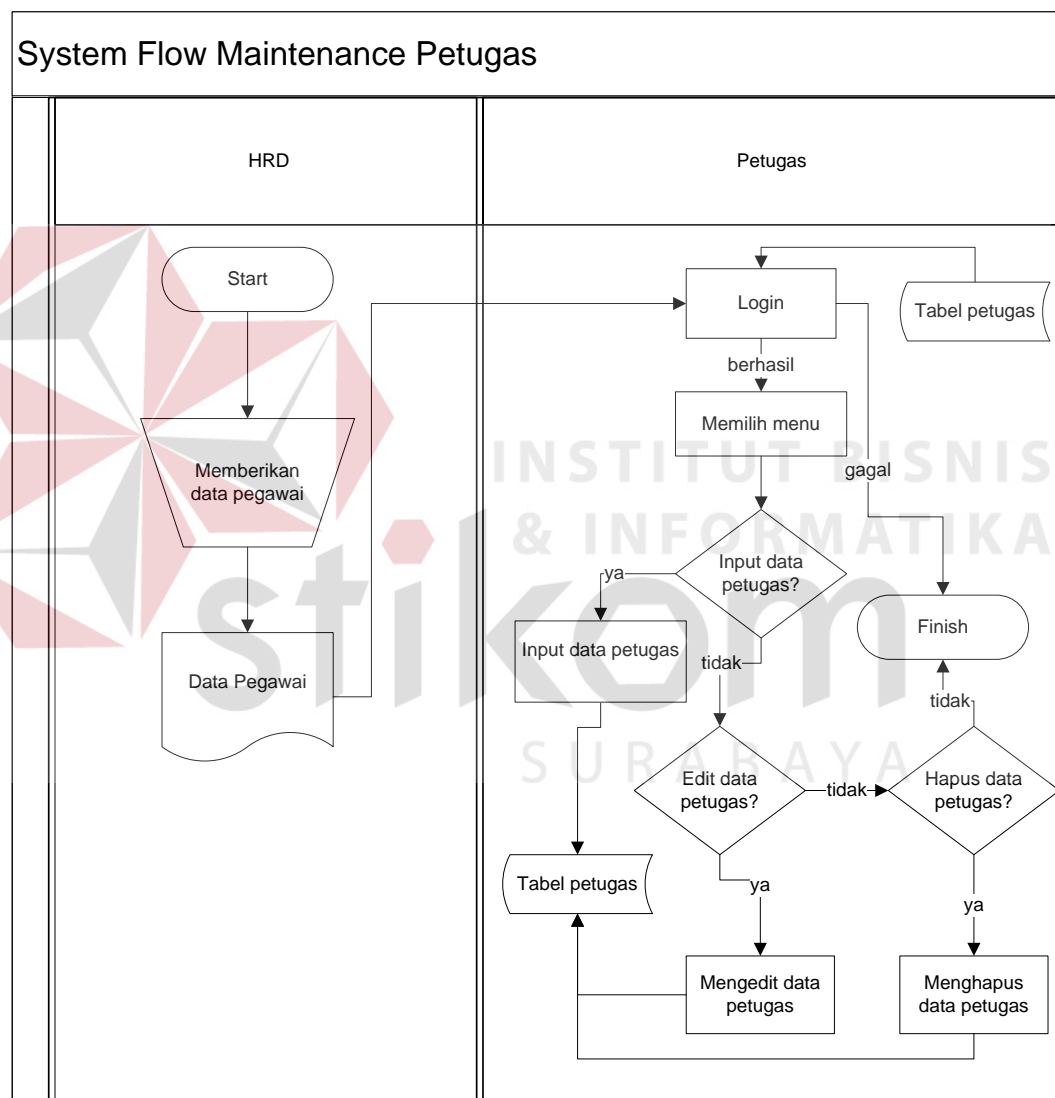 System Flow Maintenance Petugas
HRD
Petugas
Start
Login
Tabel petugas
berhasil
Memilih menu
Memberikan
data pegawai
gagal
INSTITUT BISNIS
& INFORMATIKA
stikom
SURABAYA
Input data
petugas?
ya
Input data petugas
Finish
tidak
Data Pegawai
tidak
Edit data
petugas?
tidak
Hapus data
petugas?
Tabel petugas
ya
ya
Mengedit data
petugas
Menghapus
data petugas